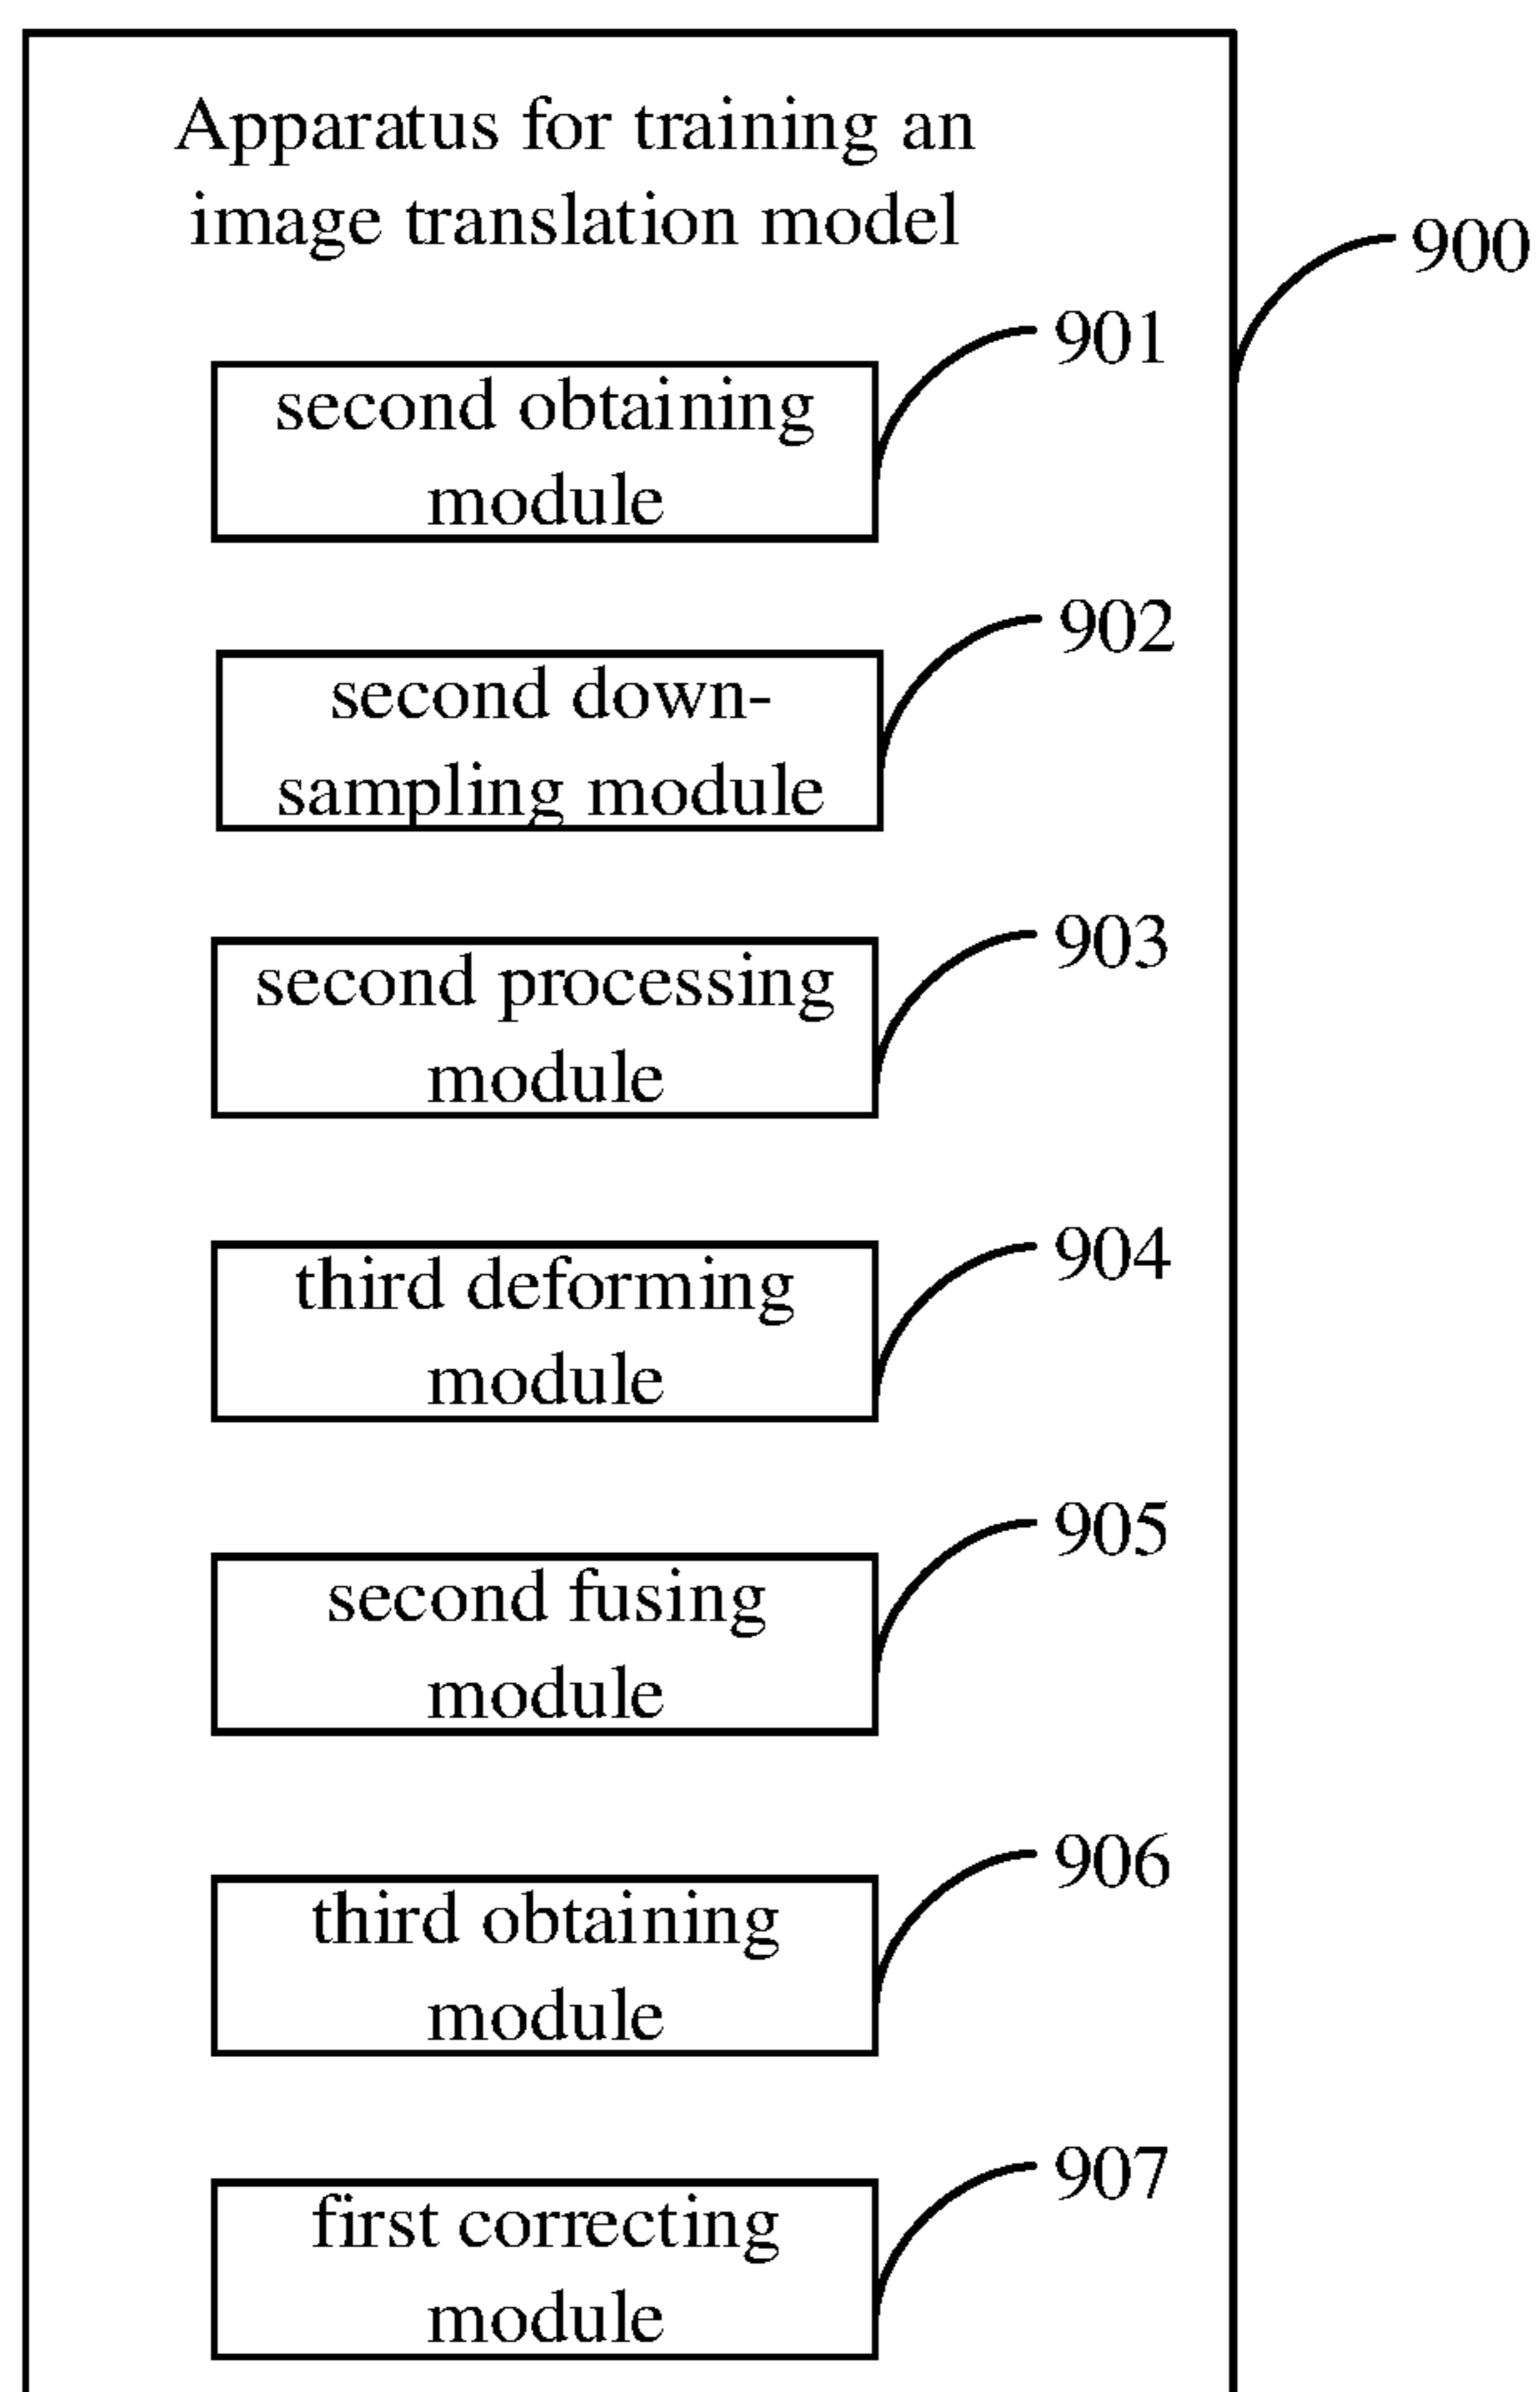 Apparatus for training an
image translation model
900
901
second obtaining
module
902
second down-
sampling module
903
second processing
module
904
third deforming
module
905
second fusing
module
906
third obtaining
module
907
first correcting
module